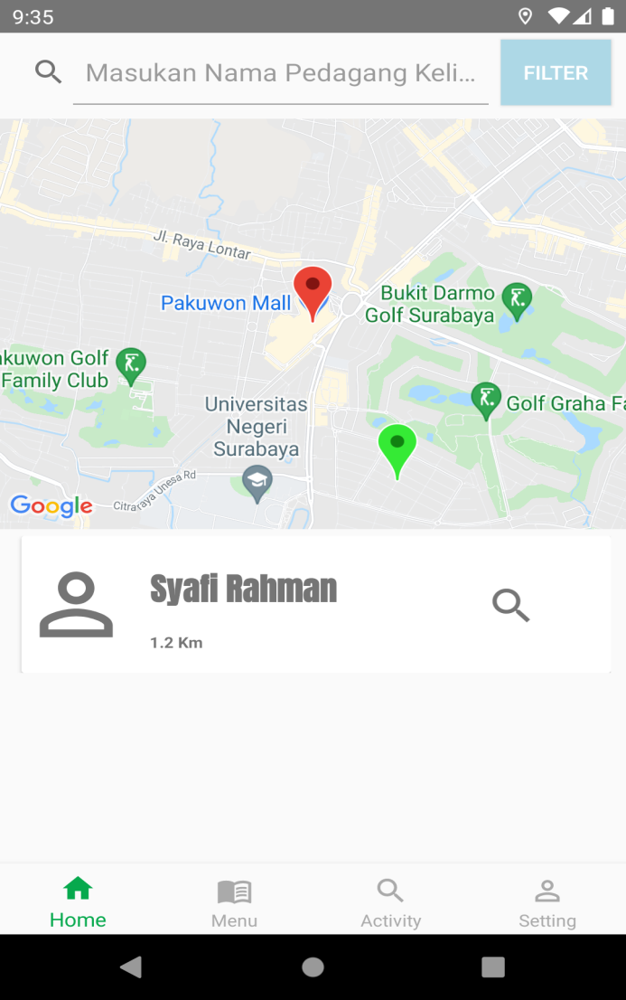 9:35
Masukan Nama Pedagang Keli...
FILTER
Jl. Raya Lontar
Pakuwon Mall
Bukit Darmo
Golf Surabaya
akuwon Golf
Family Club
Universitas
Negeri
Surabaya
Golf Graha Fa
Citraraya Unesa Rd
Google
Syafi Rahman
1.2 Km
Home
Menu
Activity
Setting